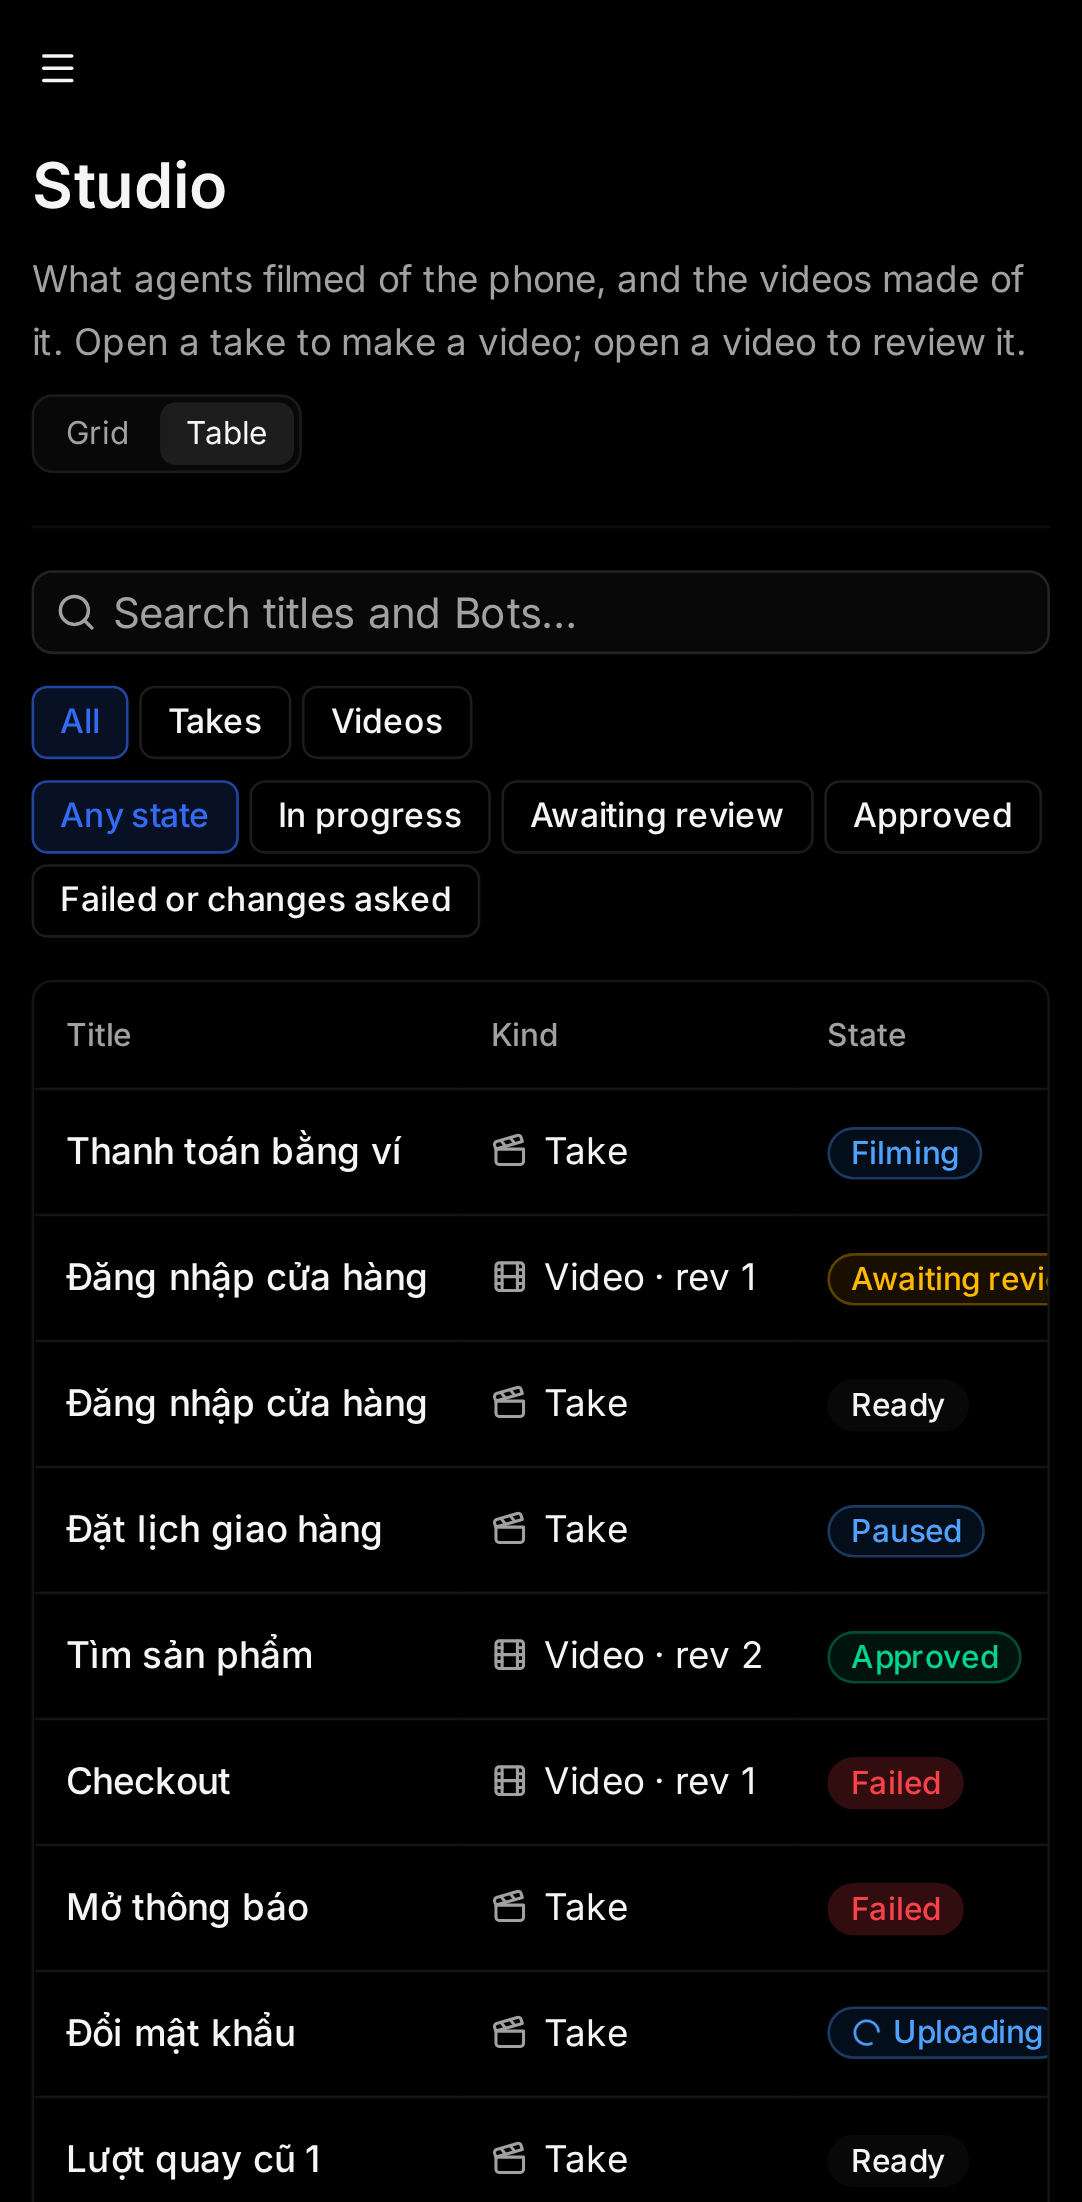 Studio
What agents filmed of the phone, and the videos made of
it. Open a take to make a video; open a video to review it.
Grid Table
Search titles and Bots...
All Takes Videos
Any state In progress Awaiting review Approved
Failed or changes asked
Title Kind State
Thanh toán bằng ví Take Filming
Đăng nhập cửa hàng Video · rev 1 Awaiting
Đăng nhập cửa hàng Take Ready
Đặt lịch giao hàng Take Paused
Tìm sản phẩm Video · rev 2 Approved
Checkout Video · rev 1 Failed
Mở thông báo Take Failed
Đổi mật khẩu Take Uploading
Lượt quay cũ 1 Take Ready